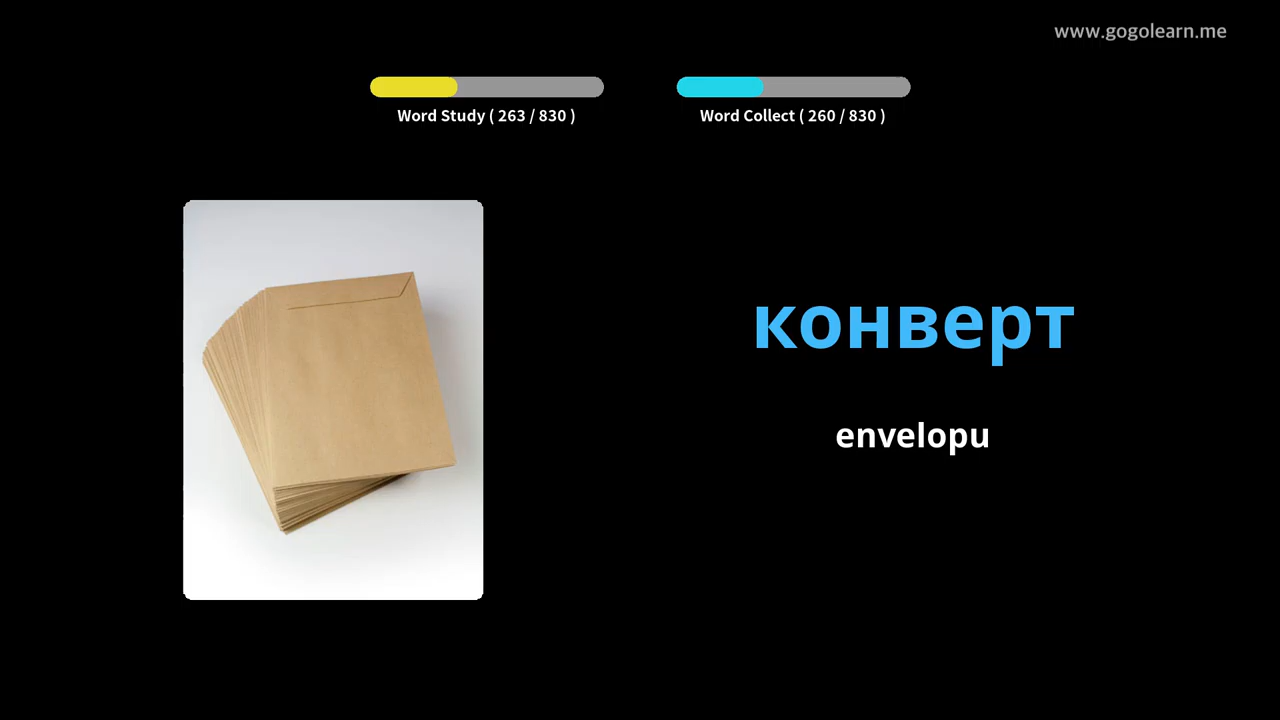 www.gogolearn.me
Word Study ( 263 / 830 )
Word Collect ( 260 / 830 )
конверт
envelopu